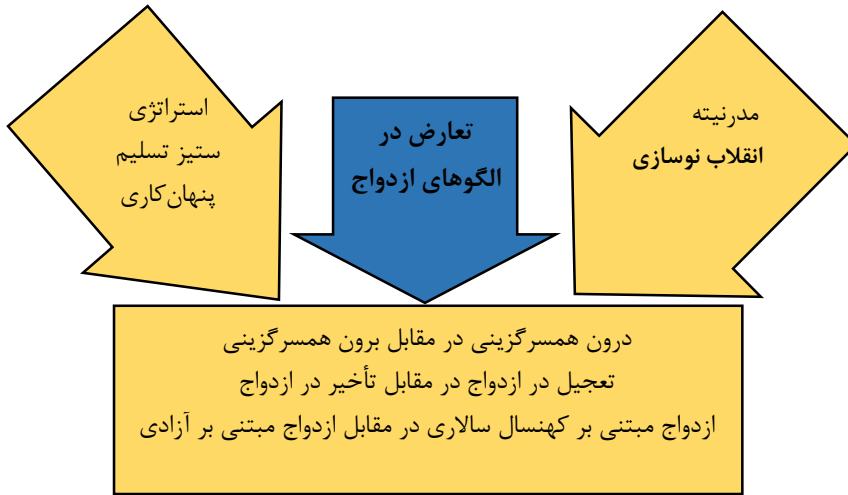 مدرنیته
انقلاب نوسازی
تعارض در
الگوهای ازدواج
استراتژی
ستیز تسلیم
پنهان‌کاری
درون همسرگزینی در مقابل برون همسرگزینی
تعجیل در ازدواج در مقابل تأخیر در ازدواج
ازدواج مبتنی بر کهنسال سالاری در مقابل ازدواج مبتنی بر آزادی